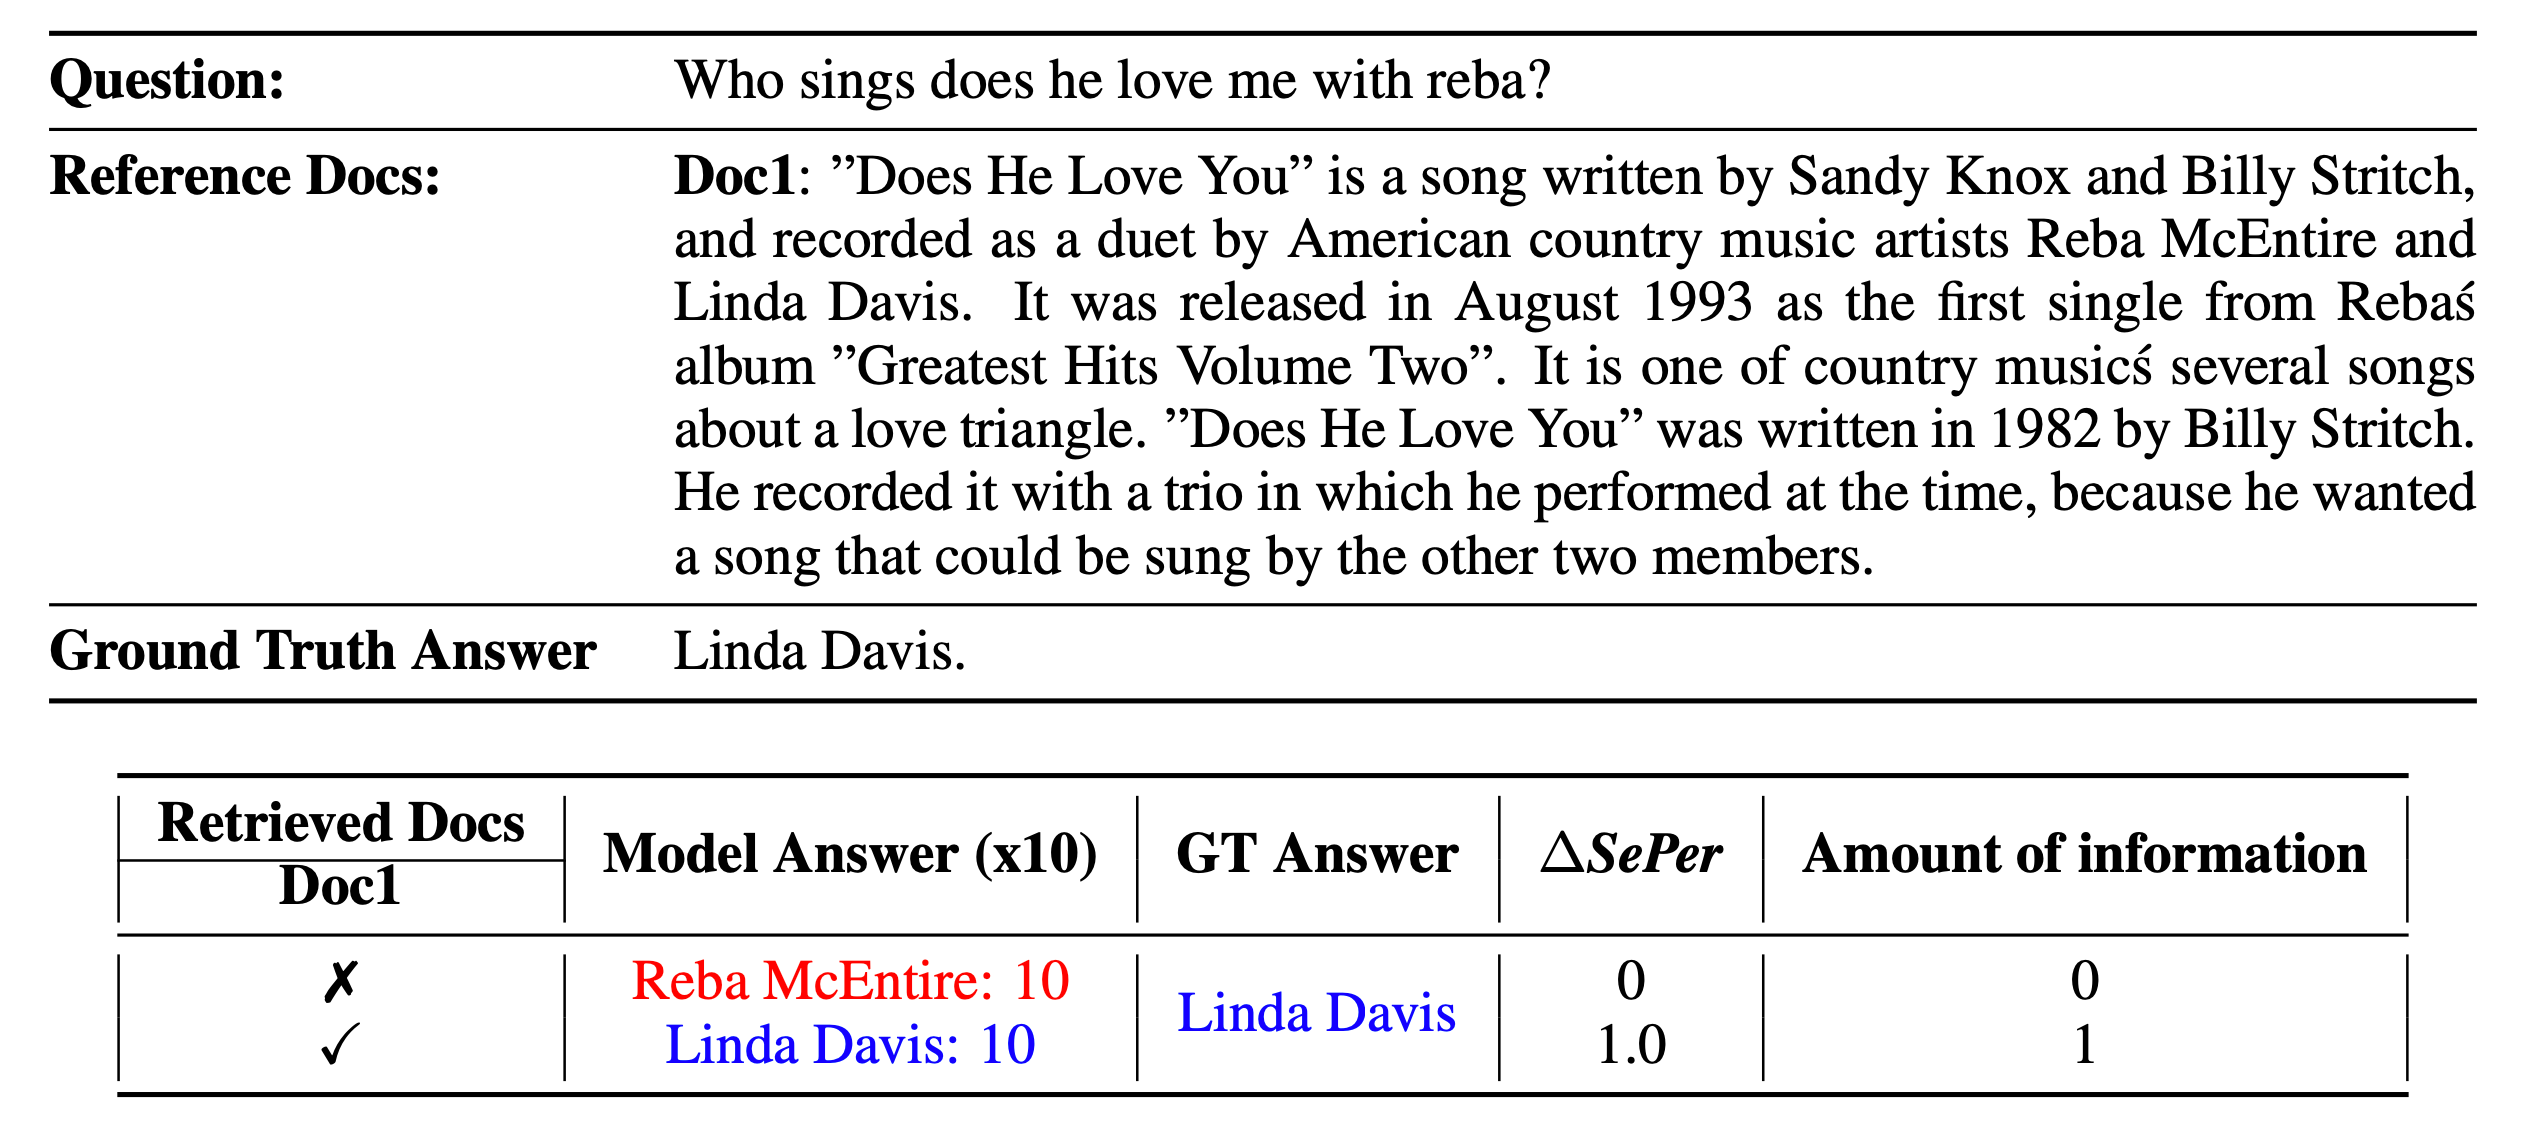 Question: Who sings does he love me with reba?
Reference Docs: Doc1: ”Does He Love You” is a song written by Sandy Knox and Billy Stritch,
and recorded as a duet by American country music artists Reba McEntire and
Linda Davis. It was released in August 1993 as the first single from Rebaś
album ”Greatest Hits Volume Two”. It is one of country musicś several songs
about a love triangle. ”Does He Love You” was written in 1982 by Billy Stritch.
He recorded it with a trio in which he performed at the time, because he wanted
a song that could be sung by the other two members.
Ground Truth Answer Linda Davis.
Retrieved Docs
Doc1
Model Answer (x10) GT Answer ΔSePer Amount of information
✗ Reba McEntire: 10 0 0
Linda Davis
✓ Linda Davis: 10 1.0 1